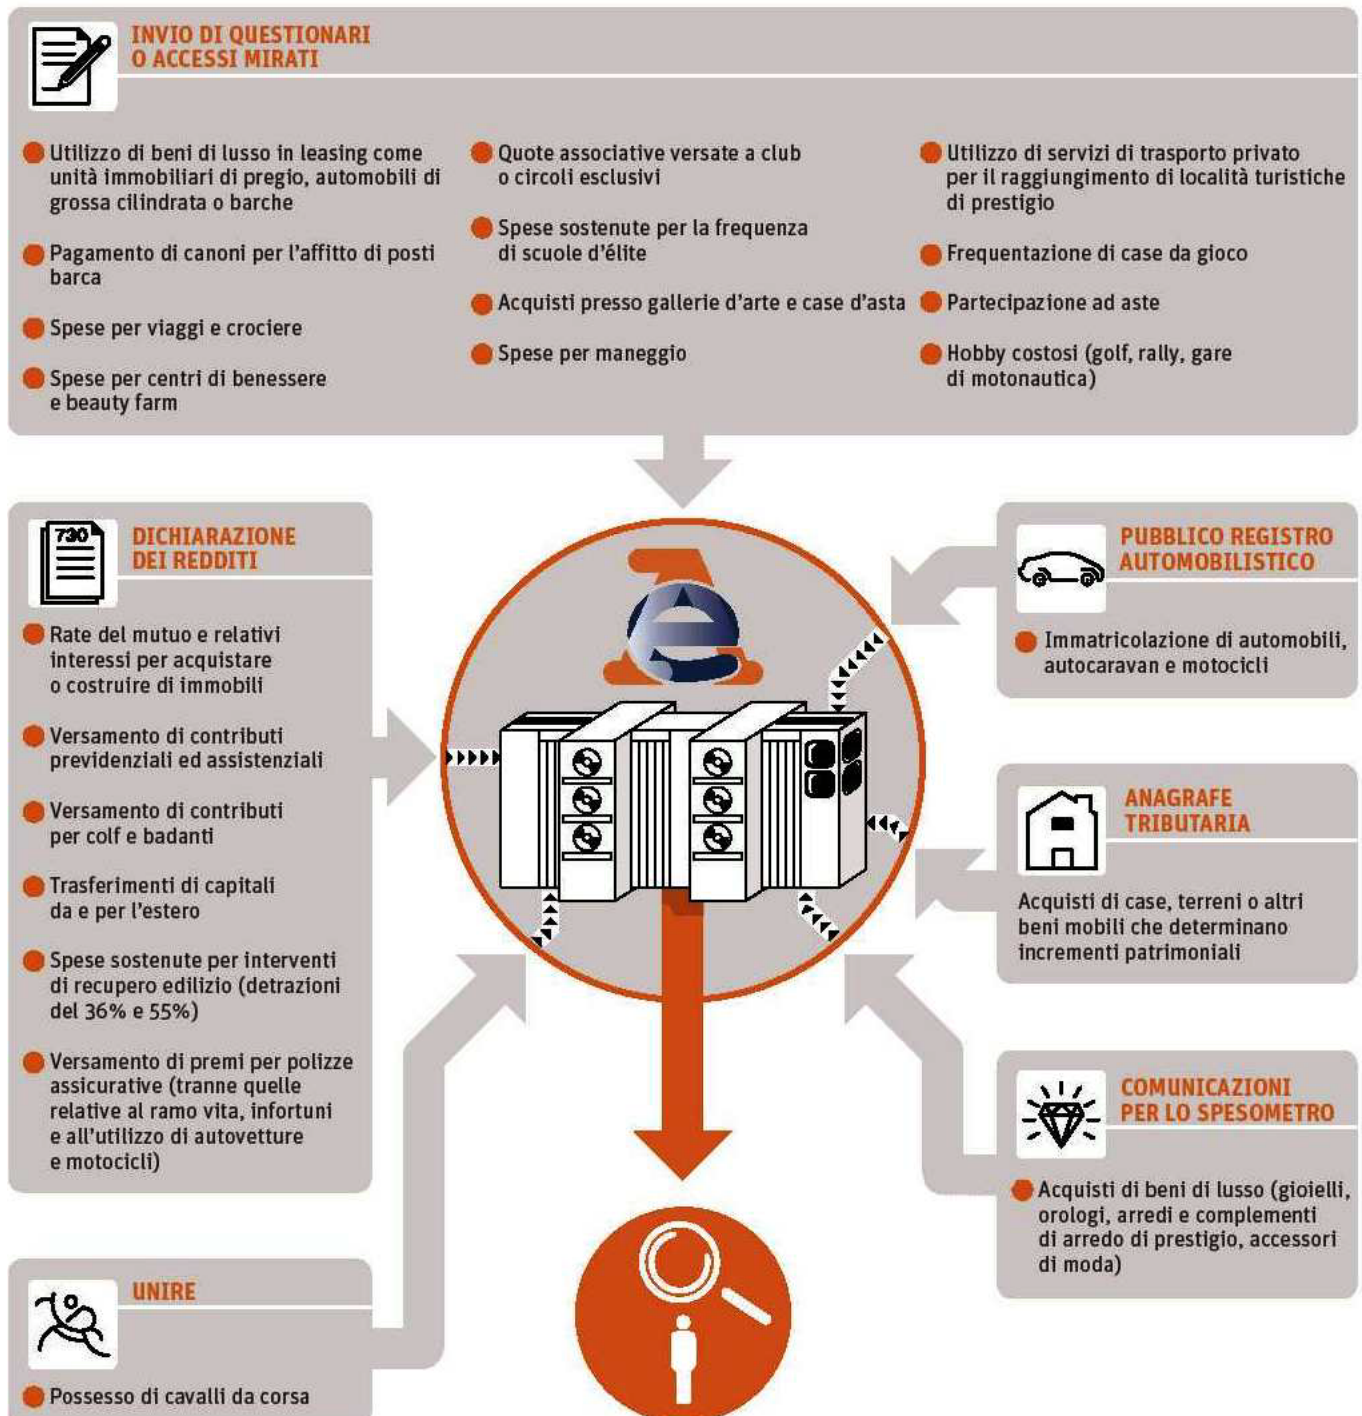 INVIO DI QUESTIONARI
O ACCESSI MIRATI
Utilizzo di beni di lusso in leasing come
unità immobiliari di pregio, automobili di
grossa cilindrata o barche
Pagamento di canoni per l'affitto di posti
barca
Spese per viaggi e crociere
Spese per centri di benessere
e beauty farm
Quote associative versate a club
o circoli esclusivi
Spese sostenute per la frequenza
di scuole d'élite
Acquisti presso gallerie d'arte e case d'asta
Spese per maneggio
Utilizzo di servizi di trasporto privato
per il raggiungimento di località turistiche
di prestigio
Frequentazione di case da gioco
Partecipazione ad aste
Hobby costosi (golf, rally, gare
di motonautica)
730
DICHIARAZIONE
DEI REDDITI
Rate del mutuo e relativi
interessi per acquistare
o costruire di immobili
Versamento di contributi
previdenziali ed assistenziali
Versamento di contributi
per colf e badanti
Trasferimenti di capitali
da e per l'estero
Spese sostenute per interventi
di recupero edilizio (detrazioni
del 36% e 55%)
Versamento di premi per polizze
assicurative (tranne quelle
relative al ramo vita, infortuni
e all'utilizzo di autovetture
e motocicli)
UNIRE
Possesso di cavalli da corsa
PUBBLICO REGISTRO
AUTOMOBILISTICO
Immatricolazione di automobili,
autocaravan e motocicli
ANAGRAFE
TRIBUTARIA
Acquisti di case, terreni o altri
beni mobili che determinano
incrementi patrimoniali
COMUNICAZIONI
PER LO SPESOMETRO
Acquisti di beni di lusso (gioielli,
orologi, arredi e complementi
di arredo di prestigio, accessori
di moda)